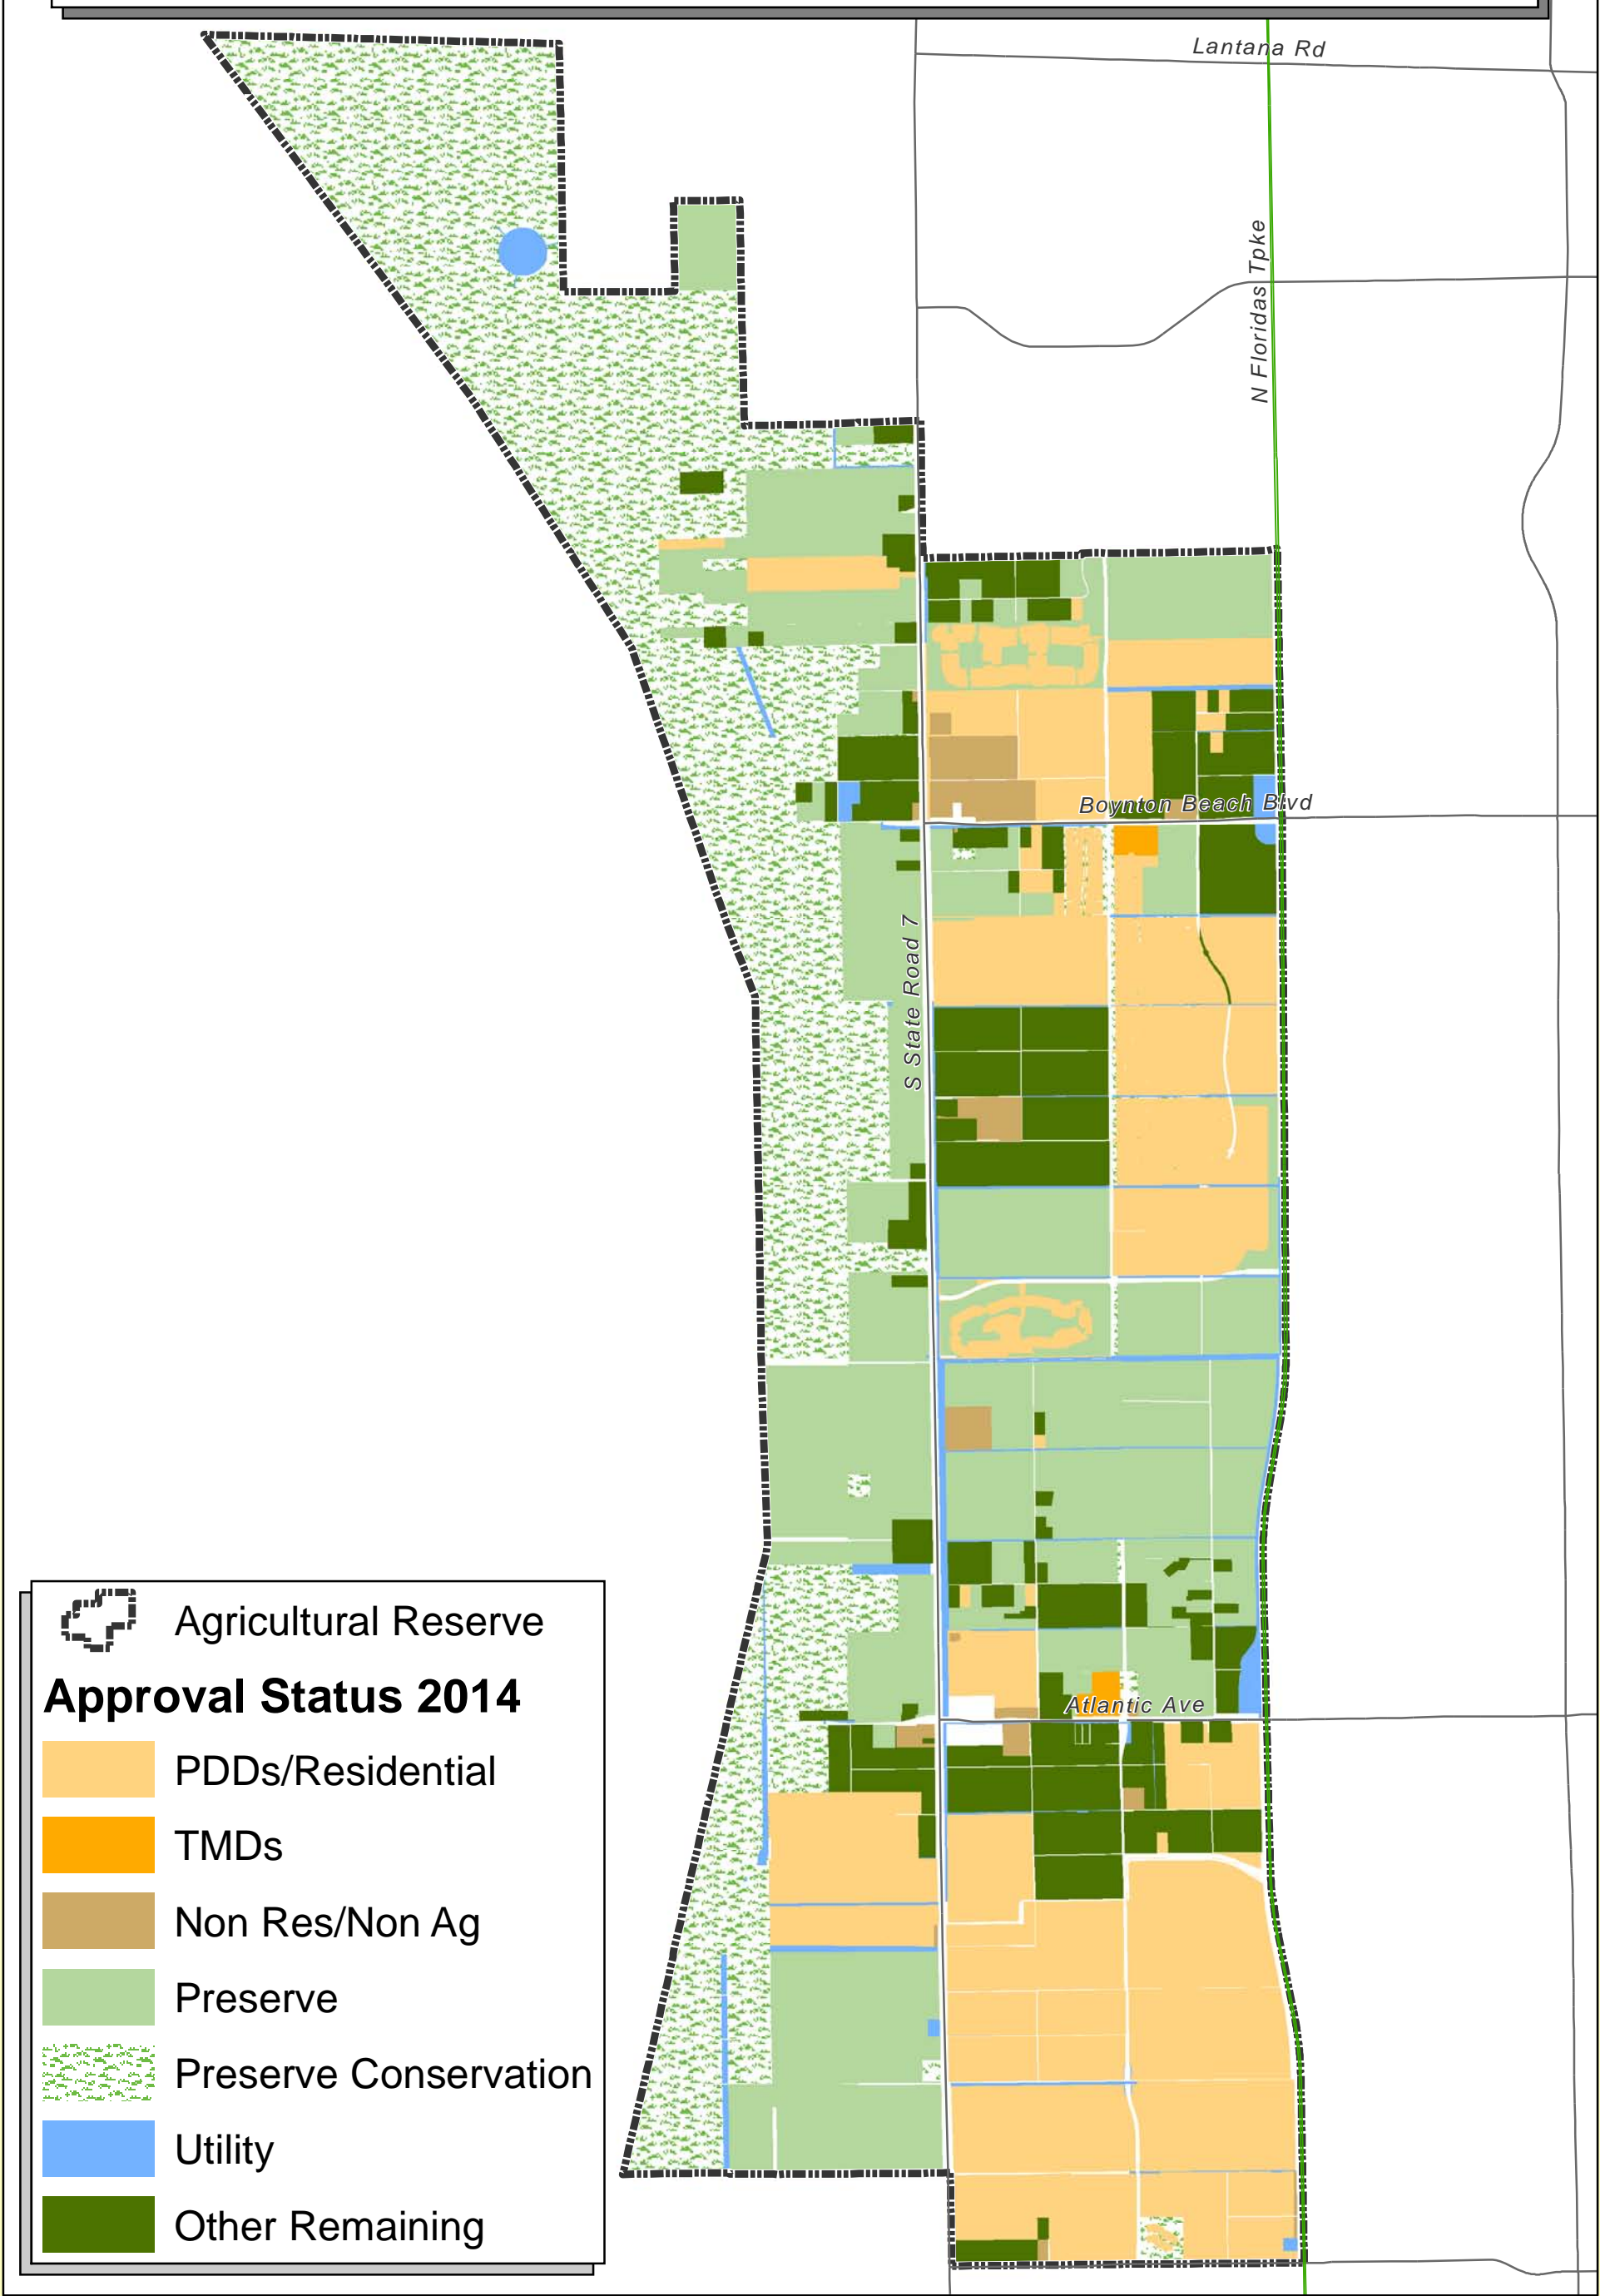 Lantana Rd
N Floridas Tpke
Boynton Beach Blvd
S State Road 7
Atlantic Ave
Agricultural Reserve
Approval Status 2014
PDDs/Residential
TMDs
Non Res/Non Ag
Preserve
Preserve Conservation
Utility
Other Remaining